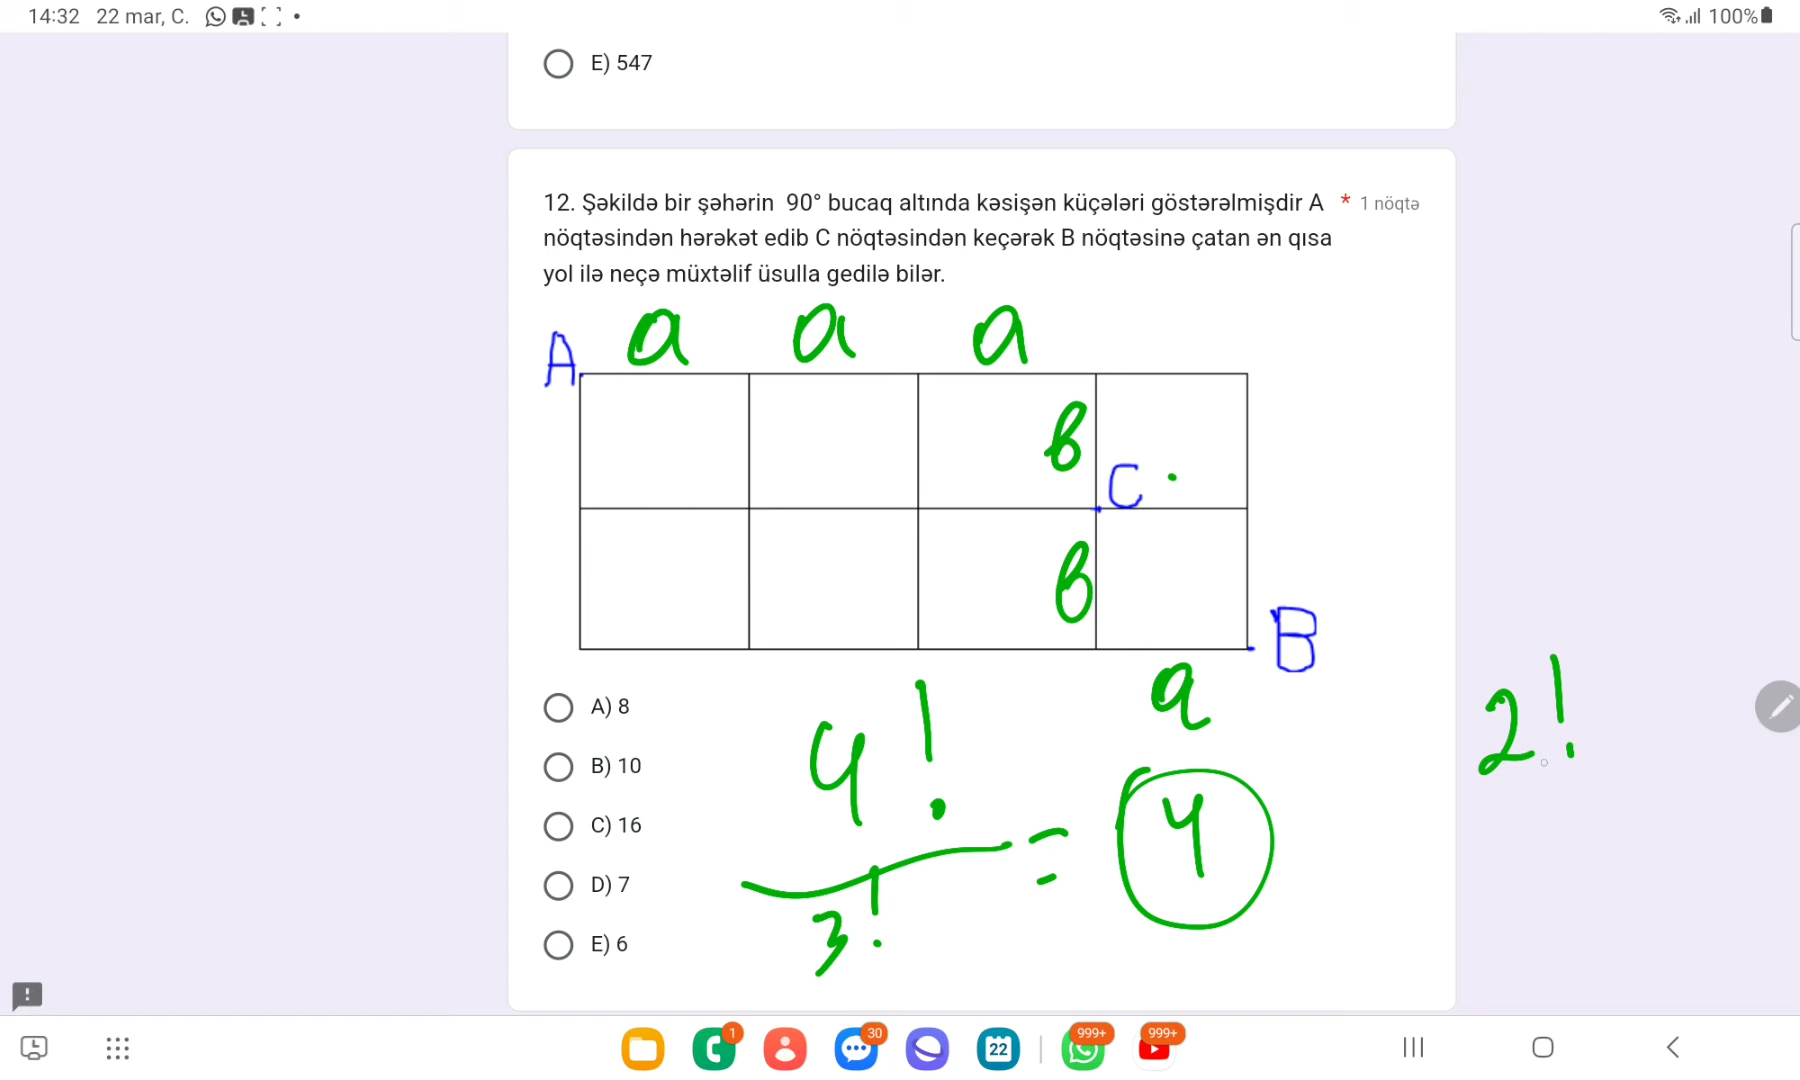 14:32 22 mar, C. 100%
E) 547
12. Şəkildə bir şəhərin 90° bucaq altında kəsişən küçələri göstərəlmişdir A * 1 nöqtə
nöqtəsindən hərəkət edib C nöqtəsindən keçərək B nöqtəsinə çatan ən qısa
yol ilə neçə müxtəlif üsulla gedilə bilər.
a a a
A
в
C
в
B
a
A) 8
B) 10
C) 16
D) 7
E) 6
4!
3!
= 4
2!
1
30
22
999+
999+